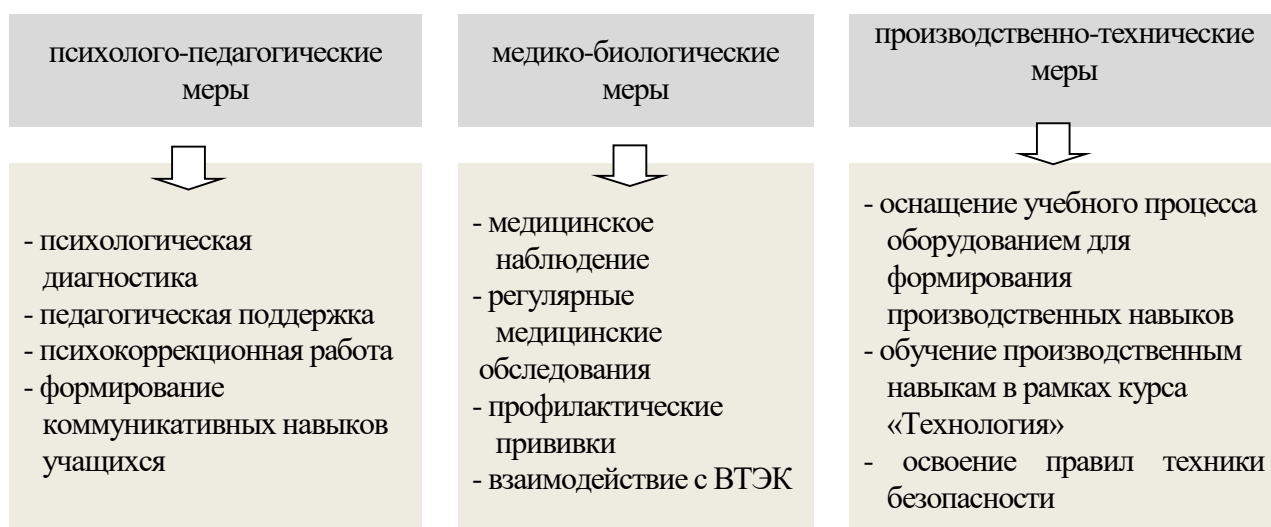 психолого-педагогические
меры
- психологическая
диагностика
- педагогическая поддержка
- психокоррекционная работа
- формирование
коммуникативных навыков
учащихся
медико-биологические
меры
- медицинское
наблюдение
- регулярные
медицинские
обследования
- профилактические
прививки
- взаимодействие с ВТЭК
производственно-технические
меры
- оснащение учебного процесса
оборудованием для
формирования
производственных навыков
- обучение производственным
навыкам в рамках курса
«Технология»
- освоение правил техники
безопасности